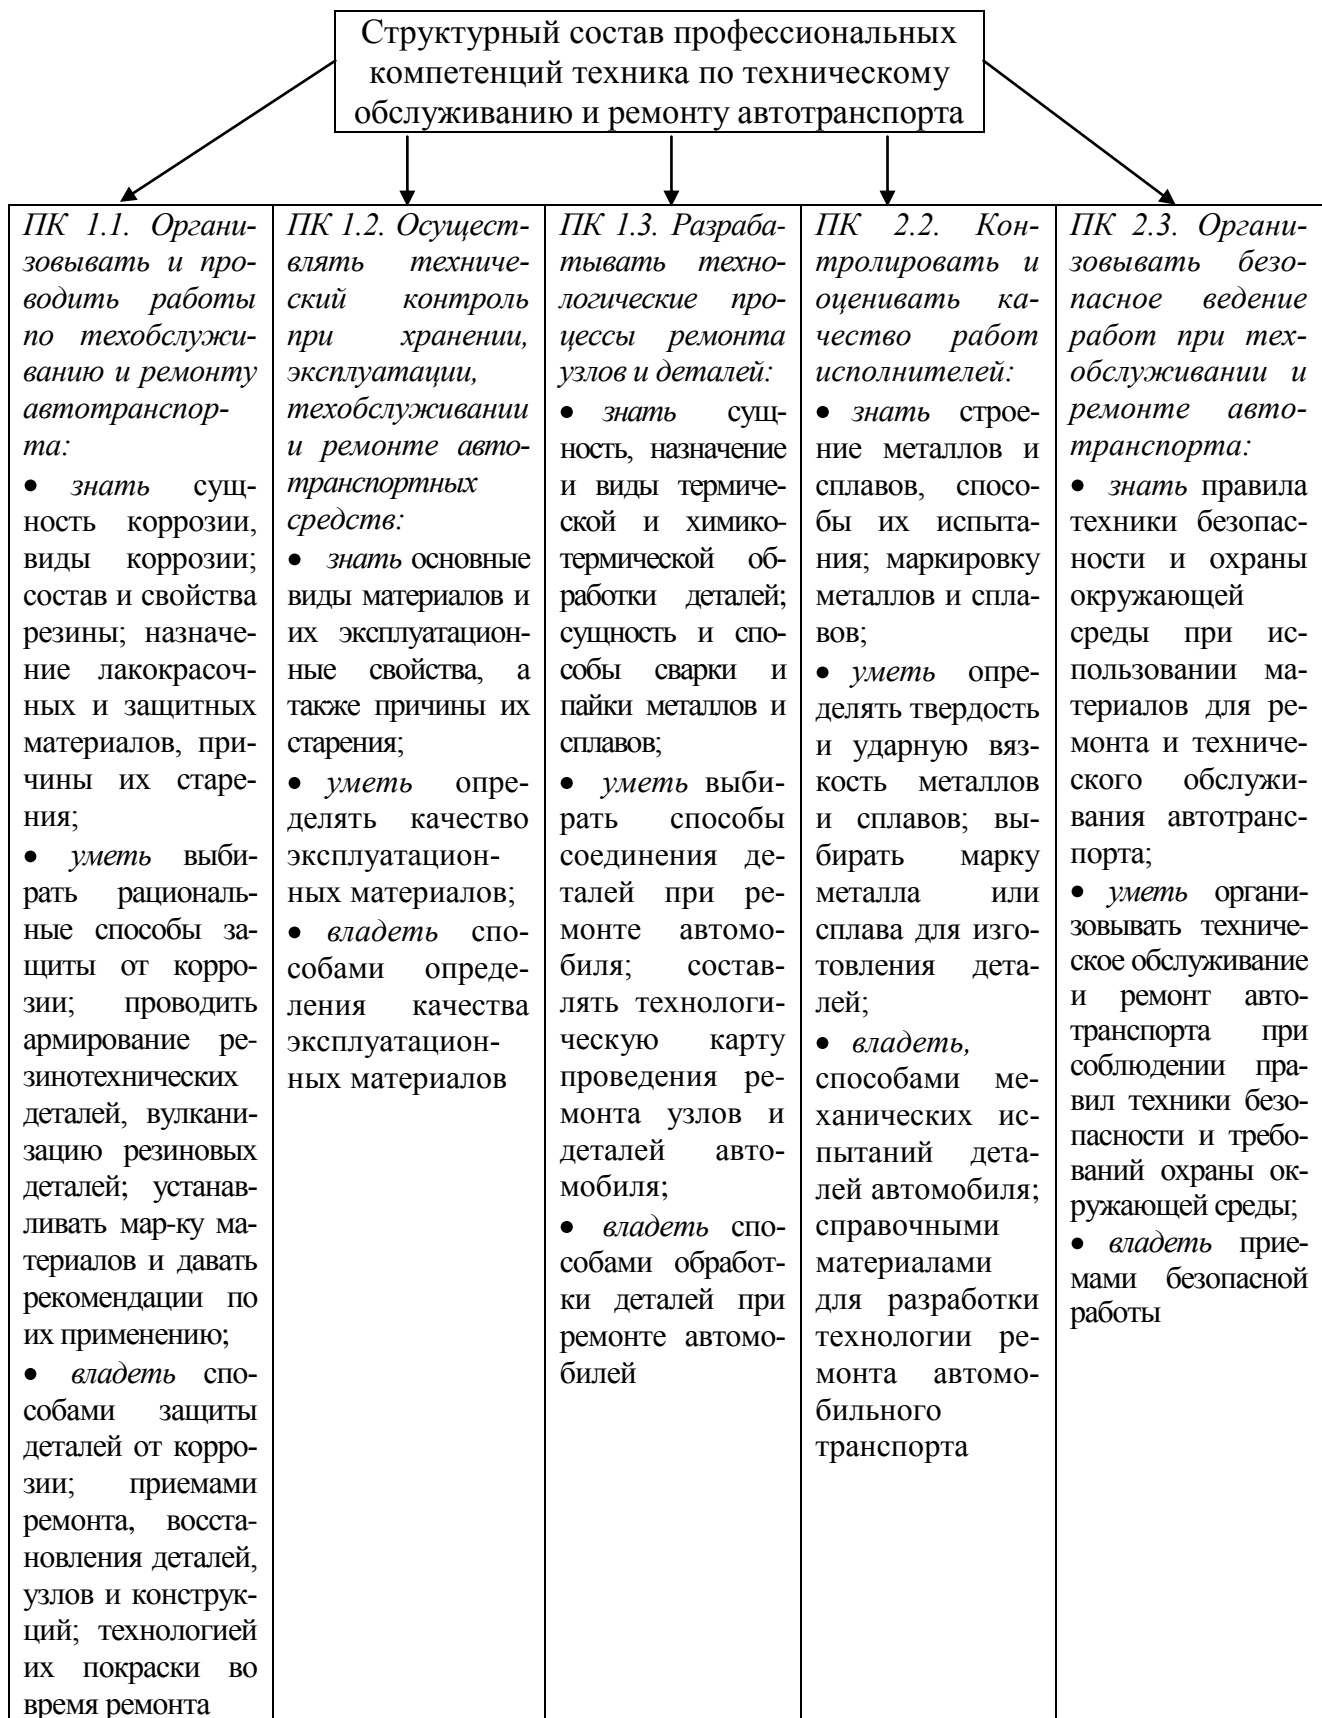 Структурный состав профессиональных
компетенций техника по техническому
обслуживанию и ремонту автотранспорта
ПК 1.1. Органи-
зовывать и про-
водить работы
по техобслужи-
ванию и ремонту
автотранспор-
та:
• знать сущ-
ность коррозии,
виды коррозии;
состав и свойства
резины; назначе-
ние лакокрасоч-
ных и защитных
материалов, при-
чины их старе-
ния;
• уметь выби-
рать рациональ-
ные способы за-
щиты от корро-
зии; проводить
армирование ре-
зинотехнических
деталей, вулкани-
зацию резиновых
деталей; устанав-
ливать мар-ку ма-
териалов и давать
рекомендации по
их применению;
• владеть спо-
собами защиты
деталей от корро-
зии; приемами
ремонта, восста-
новления деталей,
узлов и конструк-
ций; технологией
их покраски во
время ремонта
ПК 1.2. Осущест-
влять техниче-
ский контроль
при хранении,
эксплуатации,
техобслуживании
и ремонте авто-
транспортных
средств:
• знать основные
виды материалов и
их эксплуатацион-
ные свойства, а
также причины их
старения;
• уметь опре-
делять качество
эксплуатацион-
ных материалов;
• владеть спо-
собами опреде-
ления качества
эксплуатацион-
ных материалов
ПК 1.3. Разраба-
тывать техно-
логические про-
цессы ремонта
узлов и деталей:
• знать сущ-
ность, назначение
и виды термиче-
ской и химико-
термической об-
работки деталей;
сущность и спо-
собы сварки и
пайки металлов и
сплавов;
• уметь выби-
рать способы
соединения де-
талей при ре-
монте автомо-
биля; состав-
лять технологи-
ческую карту
проведения ре-
монта узлов и
деталей авто-
мобиля;
• владеть спо-
собами обработ-
ки деталей при
ремонте автомо-
билей
ПК 2.2. Кон-
тролировать и
оценивать ка-
чество работ
исполнителей:
• знать строе-
ние металлов и
сплавов, спосо-
бы их испыта-
ния; маркировку
металлов и спла-
вов;
• уметь опре-
делять твердость
и ударную вяз-
кость металлов
и сплавов; вы-
бирать марку
металла или
сплава для изго-
товления дета-
лей;
• владеть,
способами ме-
ханических ис-
пытаний дета-
лей автомобиля;
справочными
материалами
для разработки
технологии ре-
монта автомо-
бильного
транспорта
ПК 2.3. Органи-
зовывать безо-
пасное ведение
работ при тех-
обслуживании и
ремонте авто-
транспорта:
• знать правила
техники безопас-
ности и охраны
окружающей
среды при ис-
пользовании ма-
териалов для ре-
монта и техниче-
ского обслужи-
вания автотранс-
порта;
• уметь органи-
зовывать техниче-
ское обслуживание
и ремонт авто-
транспорта при
соблюдении пра-
вил техники безо-
пасности и требо-
ваний охраны ок-
ружающей среды;
• владеть прие-
мами безопасной
работы